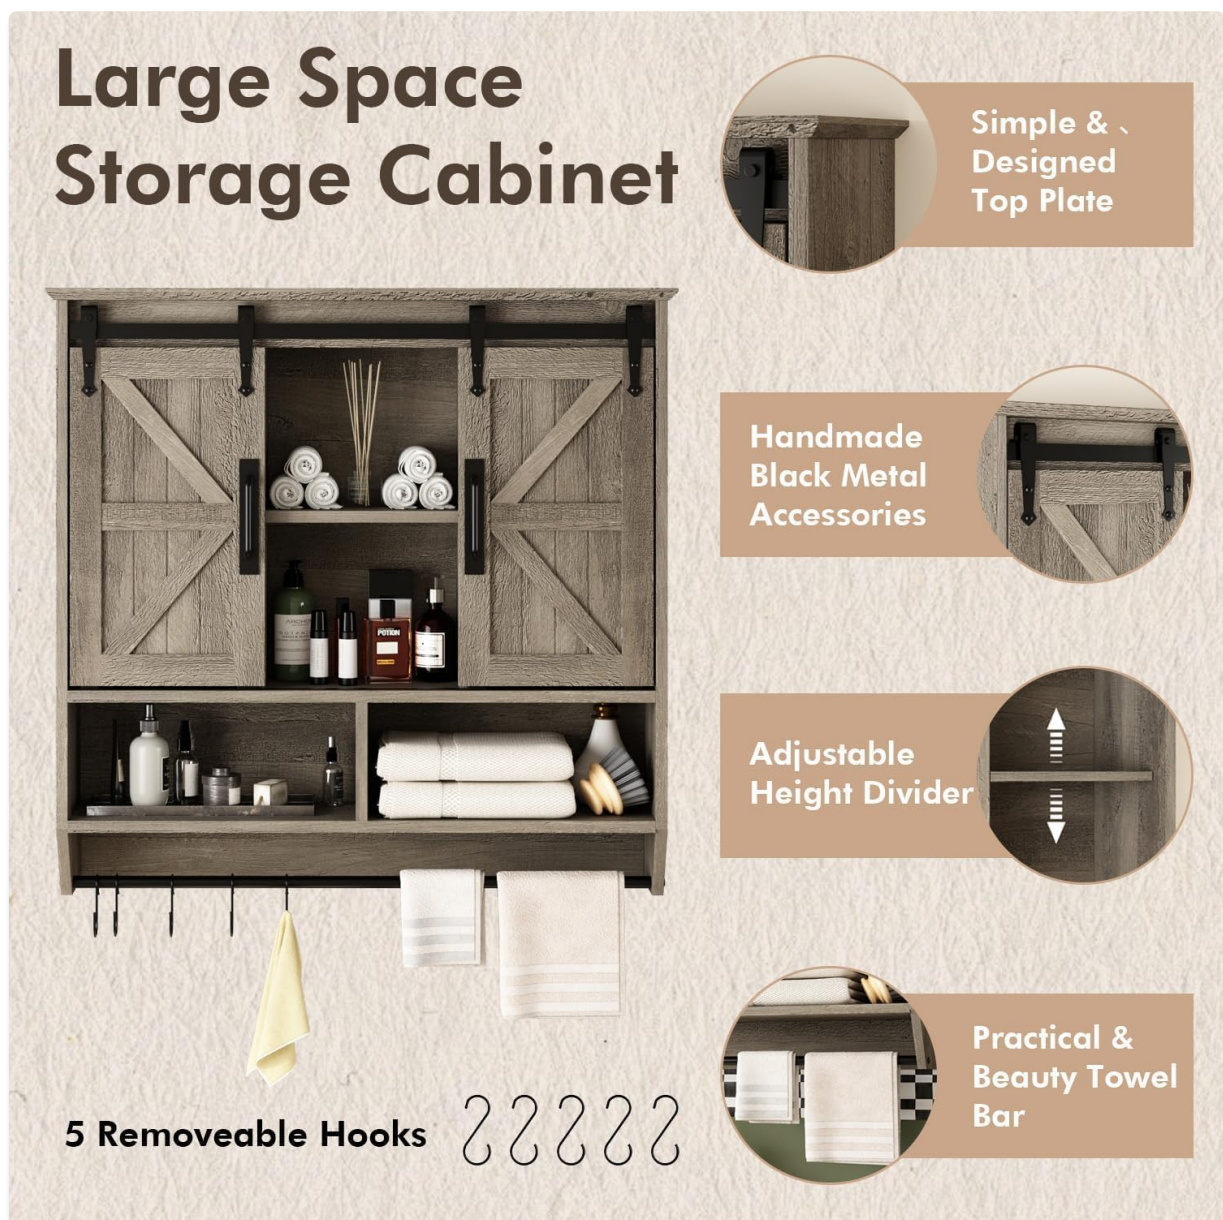 Large Space
Storage Cabinet
Simple & 、
Designed
Top Plate
Handmade
Black Metal
Accessories
POTION
Adjustable
Height Divider
Practical &
Beauty Towel
Bar
5 Removeable Hooks